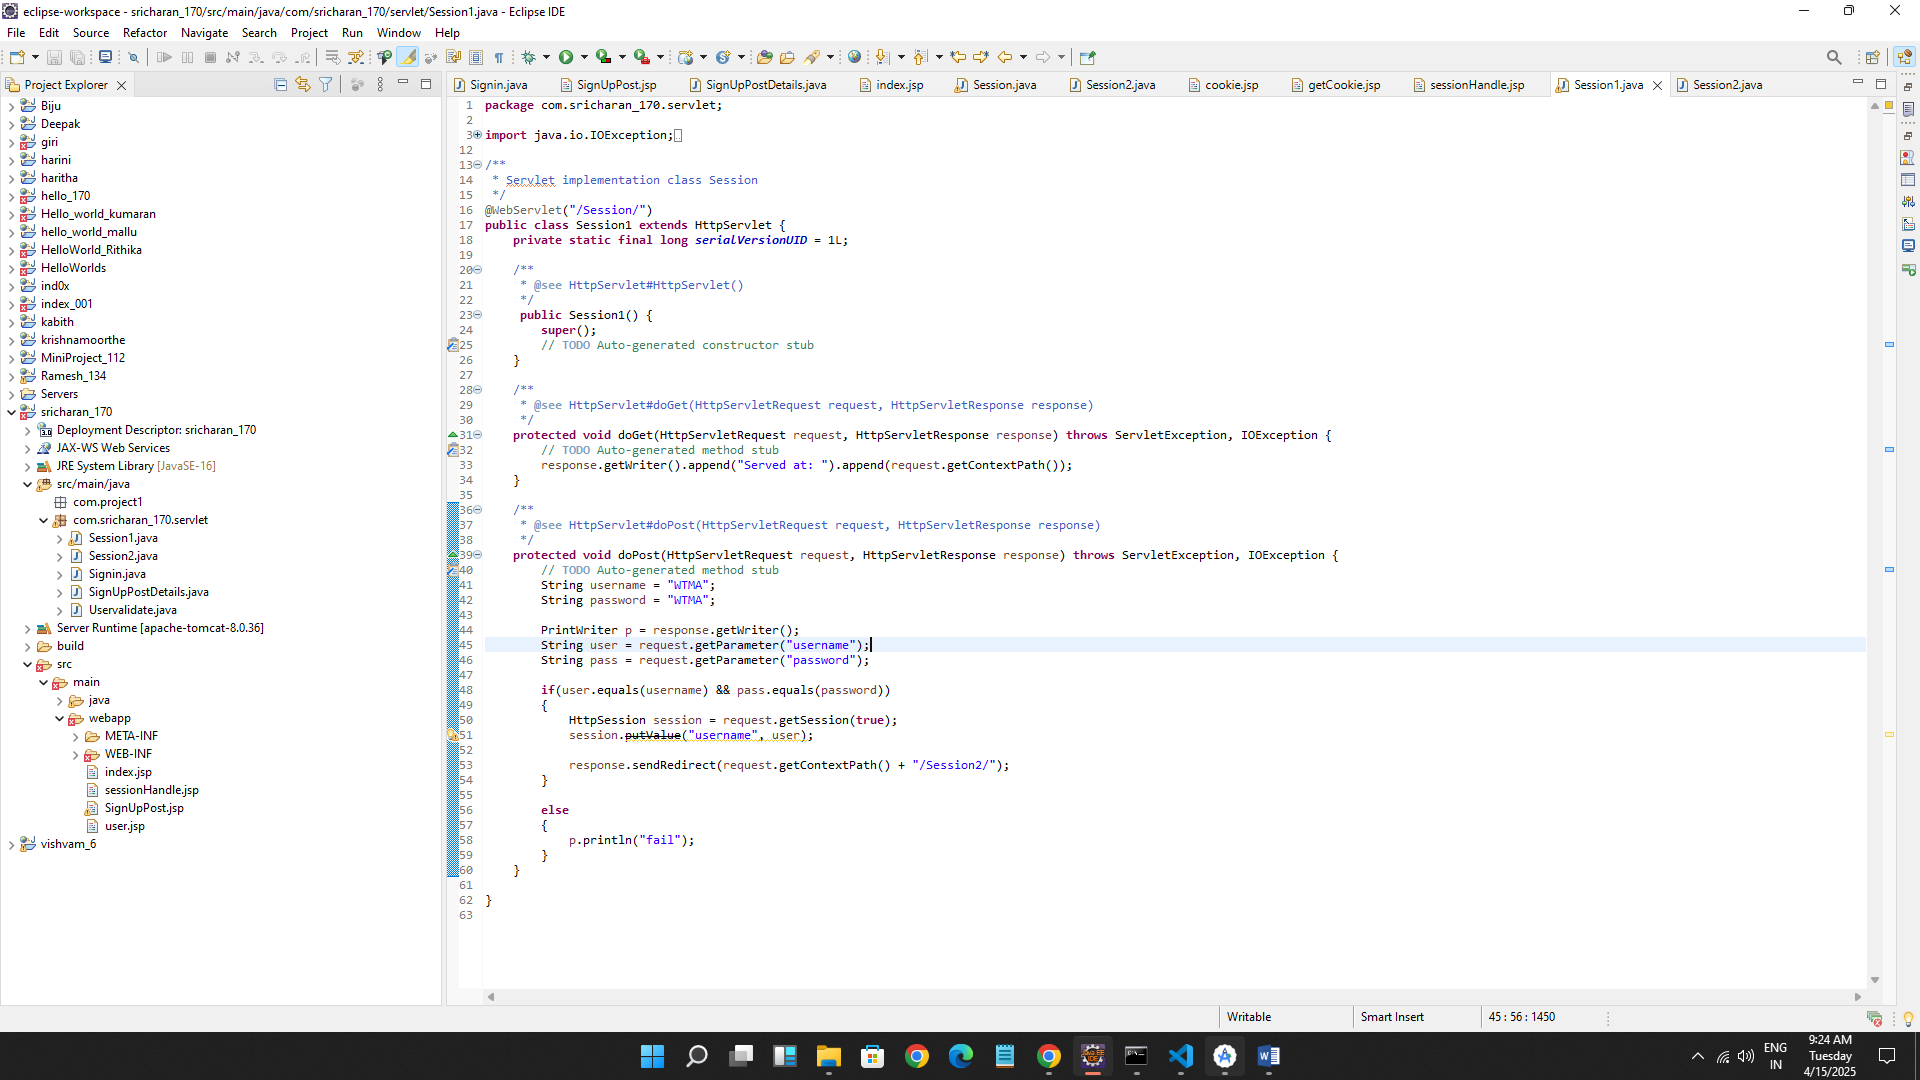 eclipse-workspace - sricharan_170/src/main/java/com/sricharan_170/servlet/Session1.java - Eclipse IDE
File Edit Source Refactor Navigate Search Project Run Window Help
Project Explorer
Biju
Deepak
giri
harini
haritha
hello_170
Hello_world_kumaran
hello_world_mallu
HelloWorld_Rithika
HelloWorlds
ind0x
index_001
kabith
krishnamoorthe
MiniProject_112
Ramesh_134
Servers
sricharan_170
Deployment Descriptor: sricharan_170
JAX-WS Web Services
JRE System Library [JavaSE-16]
src/main/java
com.project1
com.sricharan_170.servlet
Session1.java
Session2.java
Signin.java
SignUpPostDetails.java
Uservalidate.java
Server Runtime [apache-tomcat-8.0.36]
build
src
main
java
webapp
META-INF
WEB-INF
index.jsp
sessionHandle.jsp
SignUpPost.jsp
user.jsp
vishvam_6
Signin.java SignUpPost.jsp SignUpPostDetails.java index.jsp Session.java Session2.java cookie.jsp getCookie.jsp sessionHandle.jsp Session1.java Session2.java
1 package com.sricharan_170.servlet;
2
3 import java.io.IOException;
12
13 /**
14  * Servlet implementation class Session
15  */
16 @WebServlet("/Session/")
17 public class Session1 extends HttpServlet {
18     private static final long serialVersionUID = 1L;
19
20     /**
21      * @see HttpServlet#HttpServlet()
22      */
23      public Session1() {
24         super();
25         // TODO Auto-generated constructor stub
26     }
27
28     /**
29      * @see HttpServlet#doGet(HttpServletRequest request, HttpServletResponse response)
30      */
31     protected void doGet(HttpServletRequest request, HttpServletResponse response) throws ServletException, IOException {
32         // TODO Auto-generated method stub
33         response.getWriter().append("Served at: ").append(request.getContextPath());
34     }
35
36     /**
37      * @see HttpServlet#doPost(HttpServletRequest request, HttpServletResponse response)
38      */
39     protected void doPost(HttpServletRequest request, HttpServletResponse response) throws ServletException, IOException {
40         // TODO Auto-generated method stub
41         String username = "WTMA";
42         String password = "WTMA";
43
44         PrintWriter p = response.getWriter();
45         String user = request.getParameter("username");
46         String pass = request.getParameter("password");
47
48         if(user.equals(username) && pass.equals(password))
49         {
50             HttpSession session = request.getSession(true);
51             session.putValue("username", user);
52
53             response.sendRedirect(request.getContextPath() + "/Session2/");
54         }
55
56         else
57         {
58             p.println("fail");
59         }
60     }
61
62 }
63
Writable Smart Insert 45 : 56 : 1450
ENG
IN
9:24 AM
Tuesday
4/15/2025